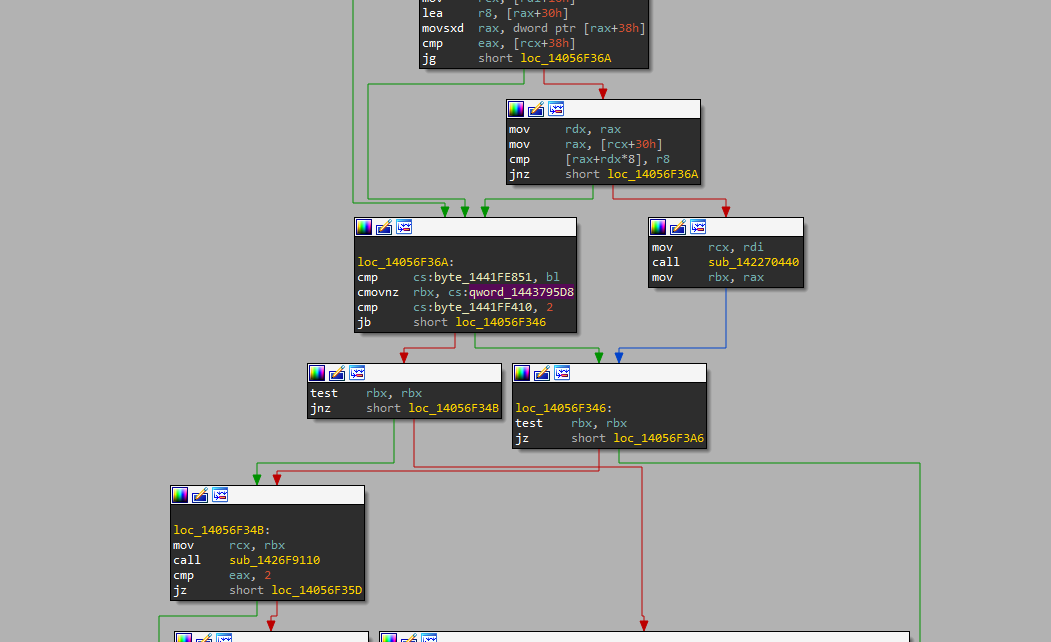 lea r8, [rax+30h]
movsxd rax, dword ptr [rax+38h]
cmp eax, [rcx+38h]
jg short loc_14056F36A
mov rdx, rax
mov rax, [rcx+30h]
cmp [rax+rdx*8], r8
jnz short loc_14056F36A
loc_14056F36A:
cmp cs:byte_1441FE851, bl
cmovnz rbx, cs:qword_1443795D8
cmp cs:byte_1441FF410, 2
jb short loc_14056F346
mov rcx, rdi
call sub_142270440
mov rbx, rax
test rbx, rbx
jnz short loc_14056F34B
loc_14056F346:
test rbx, rbx
jz short loc_14056F3A6
loc_14056F34B:
mov rcx, rbx
call sub_1426F9110
cmp eax, 2
jz short loc_14056F35D